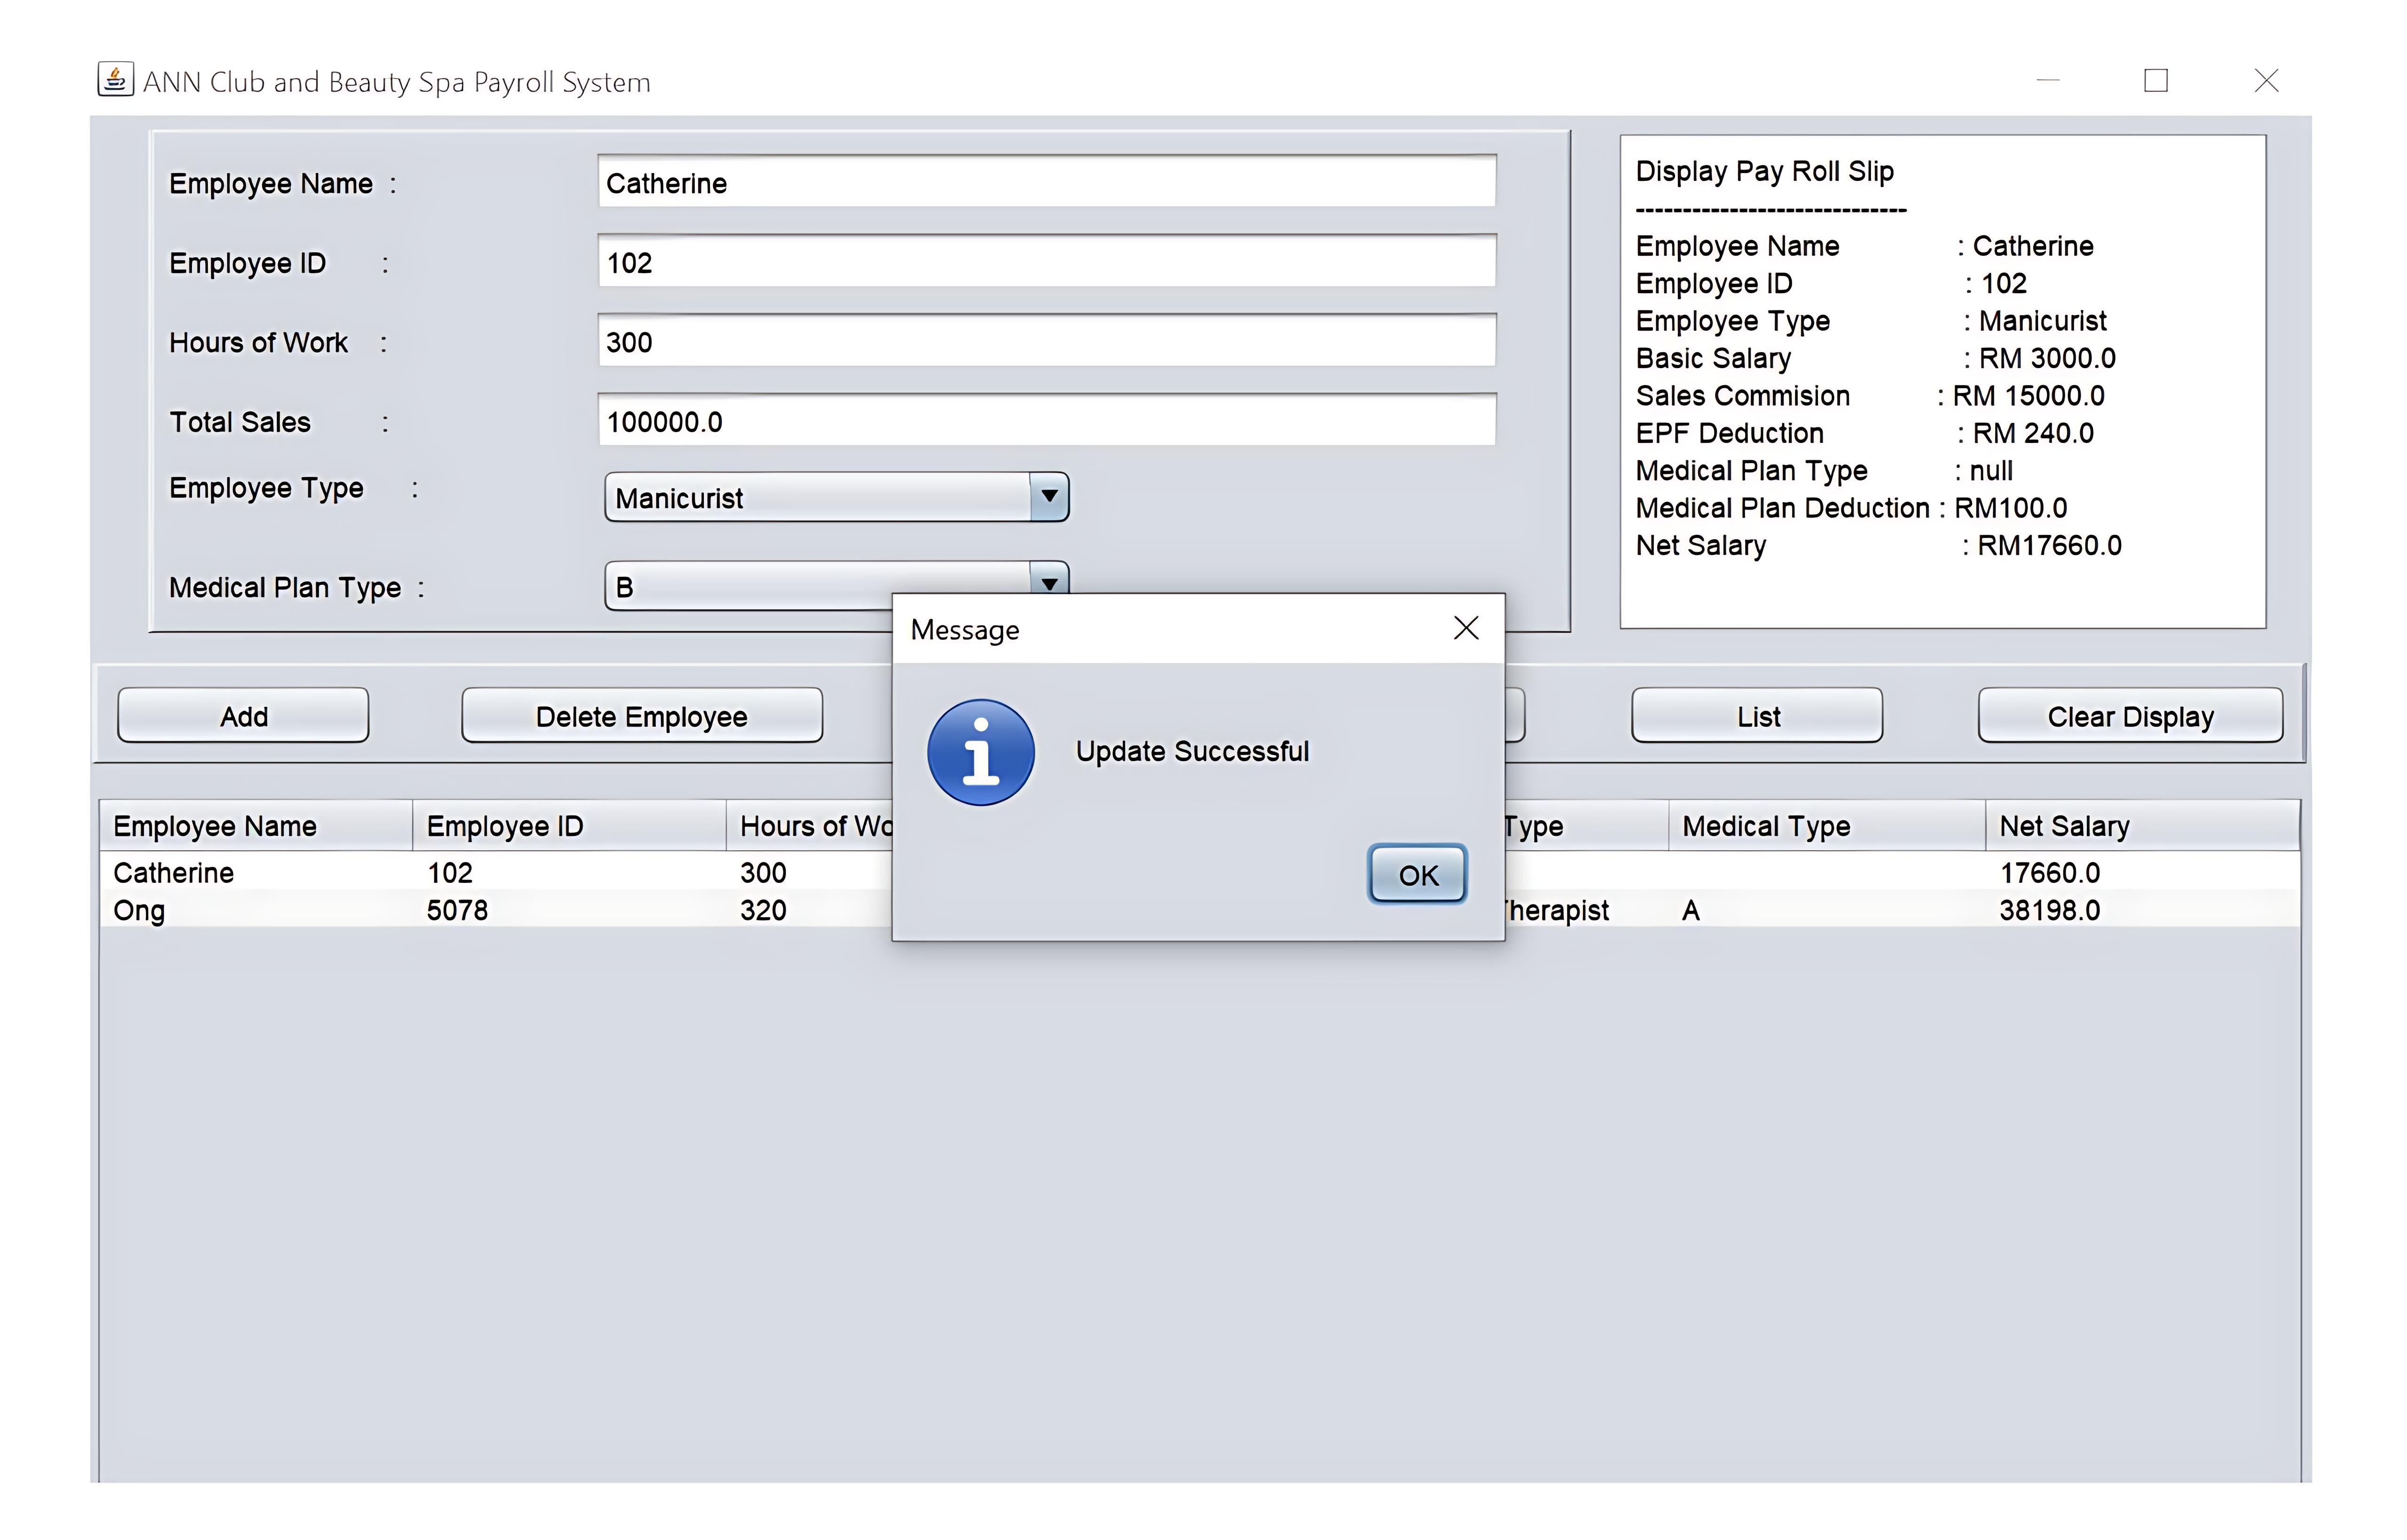 ANN Club and Beauty Spa Payroll System
Employee Name :
Catherine
Employee ID :
102
Hours of Work :
300
Total Sales :
100000.0
Employee Type :
Manicurist
Medical Plan Type :
B
Display Pay Roll Slip
-----------------------------
Employee Name : Catherine
Employee ID : 102
Employee Type : Manicurist
Basic Salary : RM 3000.0
Sales Commision : RM 15000.0
EPF Deduction : RM 240.0
Medical Plan Type : null
Medical Plan Deduction : RM100.0
Net Salary : RM17660.0
Add
Delete Employee
List
Clear Display
Message
Update Successful
OK
Employee Name Employee ID Hours of Type Medical Type Net Salary
Catherine 102 300 17660.0
Ong 5078 320 A 38198.0